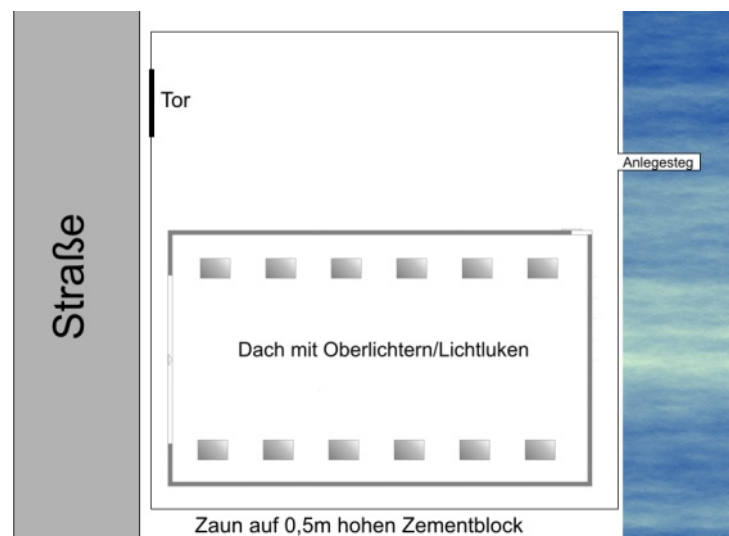 Tor
Anlegesteg
Straße
Dach mit Oberlichtern/Lichtluken
Zaun auf 0,5m hohen Zementblock